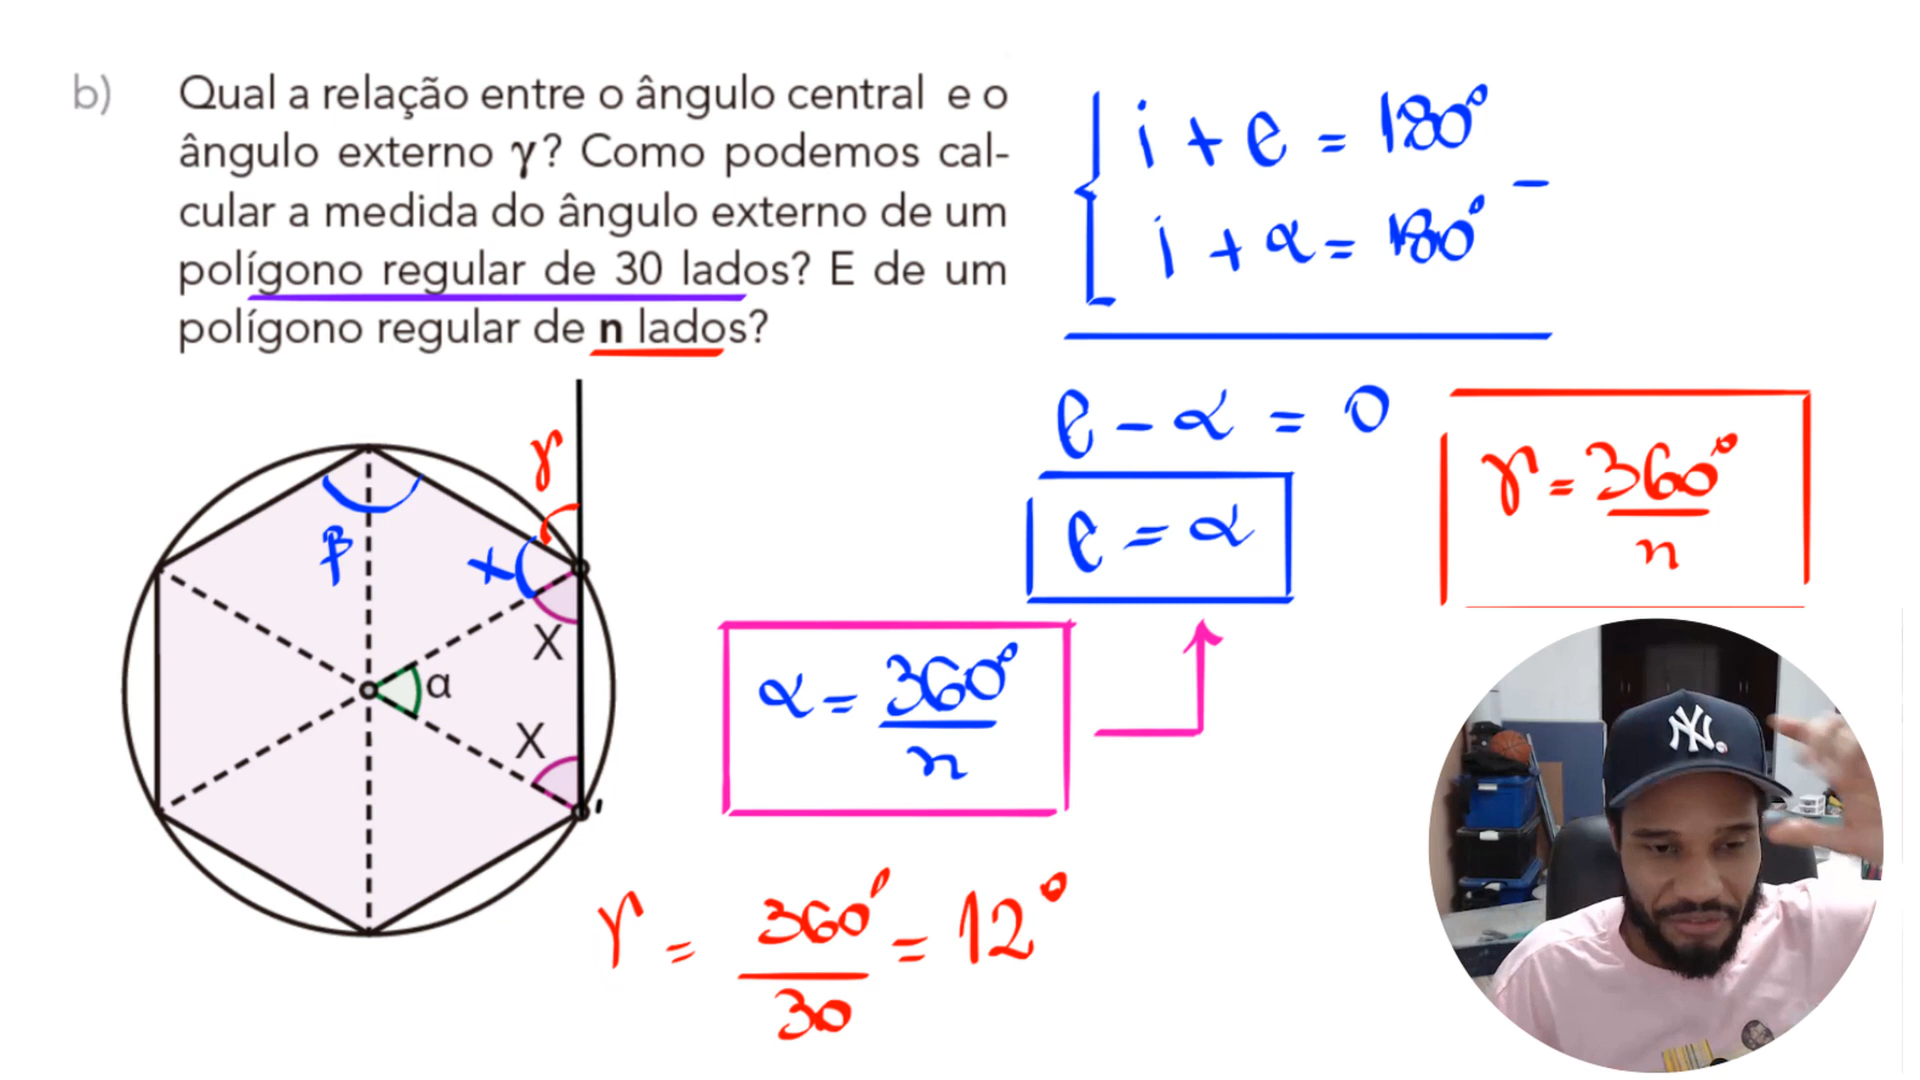 b) Qual a relação entre o ângulo central e o
ângulo externo γ? Como podemos cal-
cular a medida do ângulo externo de um
polígono regular de 30 lados? E de um
polígono regular de n lados?
i + e = 180°
i + α = 180° -
e - α = 0
e = α
γ = 360°
n
α = 360°
n
γ
β
x
X
α
X
γ = 360° = 12°
30
NY